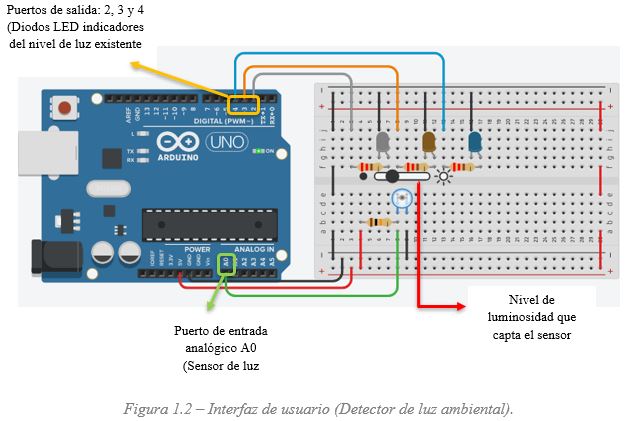 Puertos de salida: 2, 3 y 4
(Diodos LED indicadores
del nivel de luz existente
AREF
GND
13
12
~11
~10
~9
8
7
~6
~5
4
~3
2
TX→1
RX←0
DIGITAL (PWM~)
L
TX
RX
ARDUINO
UNO
ON
POWER
ANALOG IN
IOREF
RESET
3.3V
5V
GND
GND
Vin
A0
A2
A3
A4
A5
a b c d e
f g h i j
Puerto de entrada
analógico A0
(Sensor de luz
Nivel de
luminosidad que
capta el sensor
Figura 1.2 – Interfaz de usuario (Detector de luz ambiental).